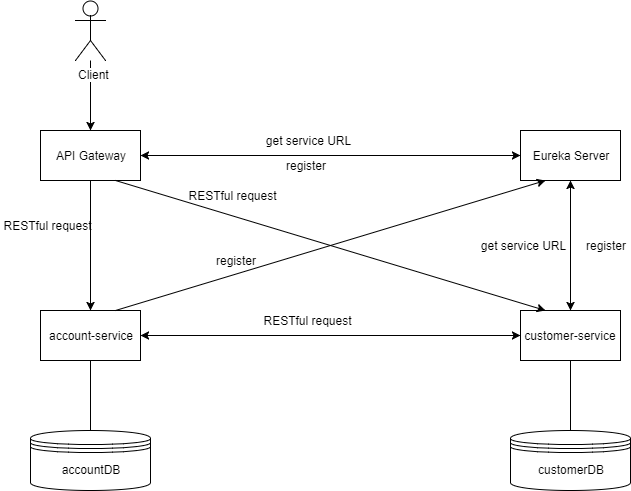 Client
get service URL
API Gateway
Eureka Server
register
RESTful request
RESTful request
get service URL
register
register
RESTful request
account-service
customer-service
accountDB
customerDB